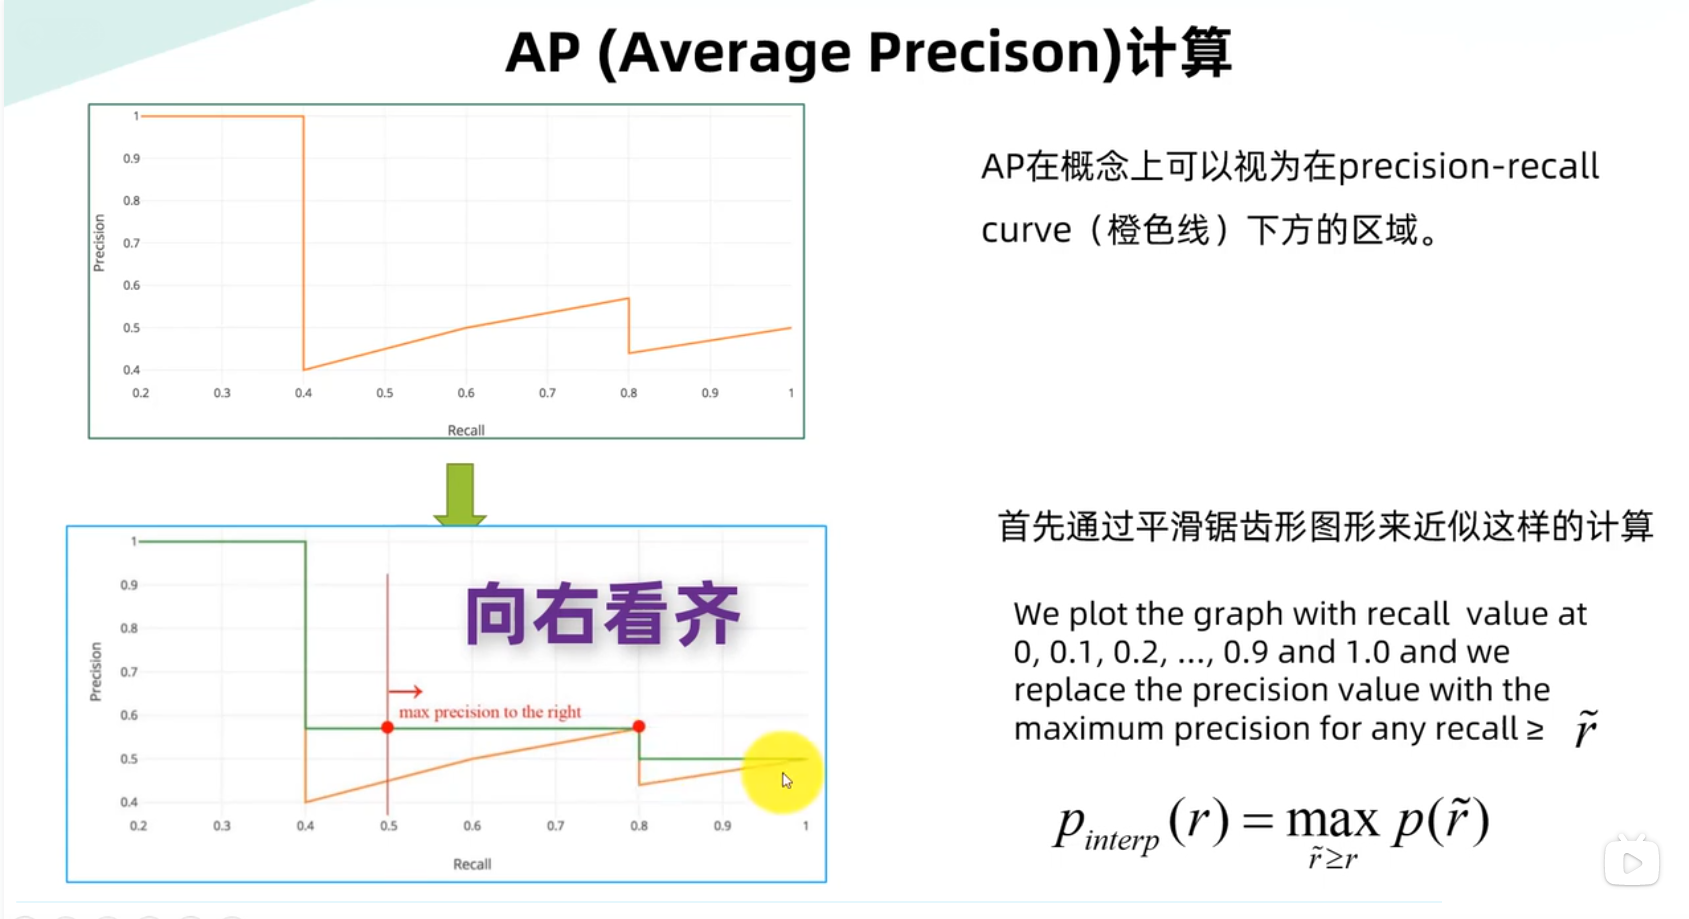 AP (Average Precison)计算
1
0.9
0.8
0.7
0.6
0.5
0.4
Precision
0.2 0.3 0.4 0.5 0.6 0.7 0.8 0.9 1
Recall
AP在概念上可以视为在precision-recall
curve（橙色线）下方的区域。
1
0.9
0.8
0.7
0.6
0.5
0.4
Precision
向右看齐
max precision to the right
0.2 0.3 0.4 0.5 0.6 0.7 0.8 0.9 1
Recall
首先通过平滑锯齿形图形来近似这样的计算
We plot the graph with recall value at
0, 0.1, 0.2, ..., 0.9 and 1.0 and we
replace the precision value with the
maximum precision for any recall ≥ r̃
p_interp(r) = max p(r̃)
r̃≥r